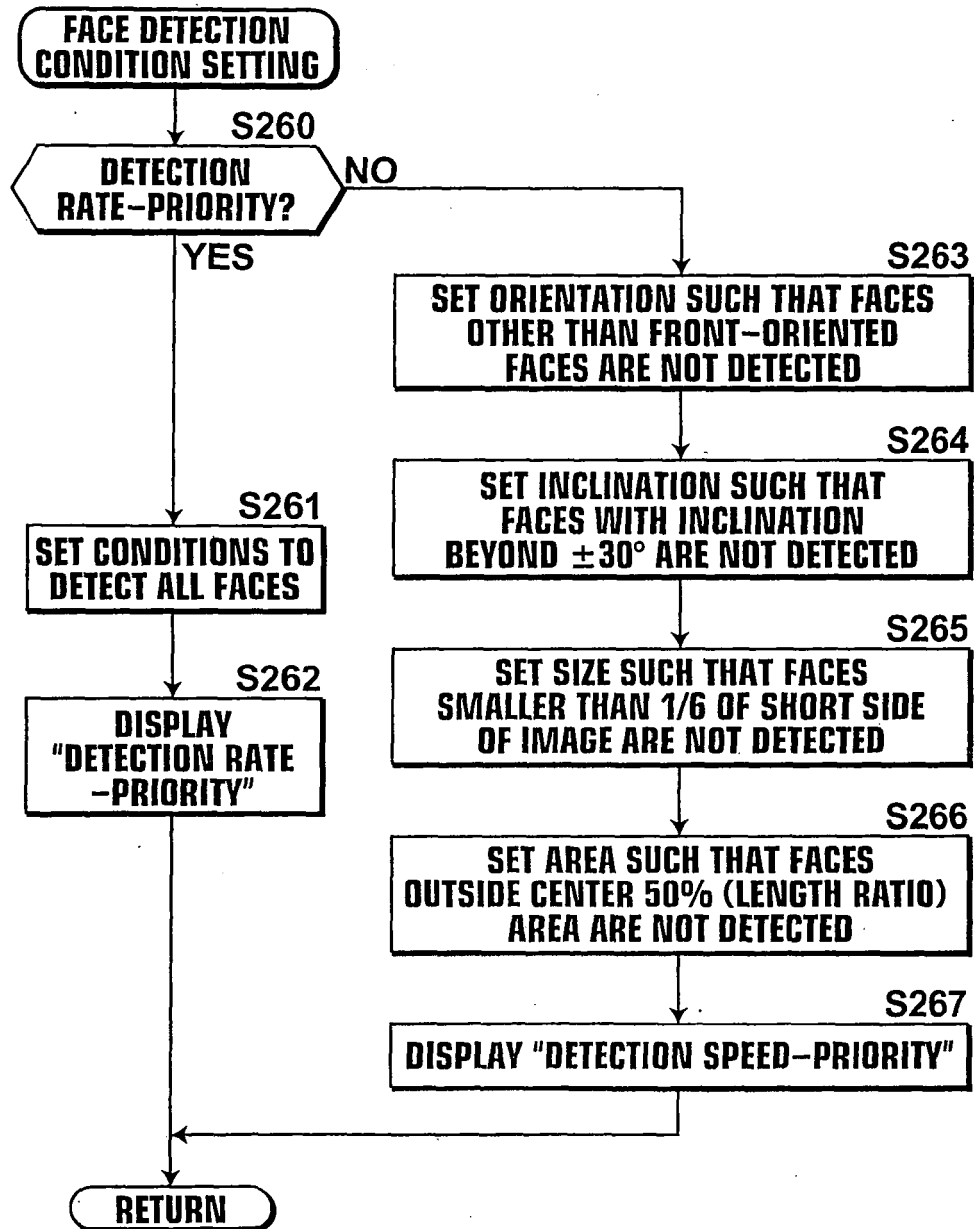 FACE DETECTION
CONDITION SETTING
S260
DETECTION
RATE-PRIORITY?
NO
YES
S263
SET ORIENTATION SUCH THAT FACES
OTHER THAN FRONT-ORIENTED
FACES ARE NOT DETECTED
S264
SET INCLINATION SUCH THAT
FACES WITH INCLINATION
BEYOND ±30° ARE NOT DETECTED
S261
SET CONDITIONS TO
DETECT ALL FACES
S265
SET SIZE SUCH THAT FACES
SMALLER THAN 1/6 OF SHORT SIDE
OF IMAGE ARE NOT DETECTED
S262
DISPLAY
"DETECTION RATE
-PRIORITY"
S266
SET AREA SUCH THAT FACES
OUTSIDE CENTER 50% (LENGTH RATIO)
AREA ARE NOT DETECTED
S267
DISPLAY "DETECTION SPEED-PRIORITY"
RETURN